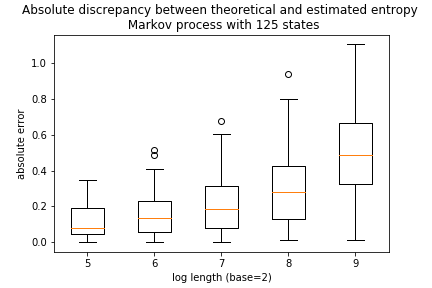 Absolute discrepancy between theoretical and estimated entropy
Markov process with 125 states
absolute error
1.0
0.8
0.6
0.4
0.2
0.0
5 6 7 8 9
log length (base=2)